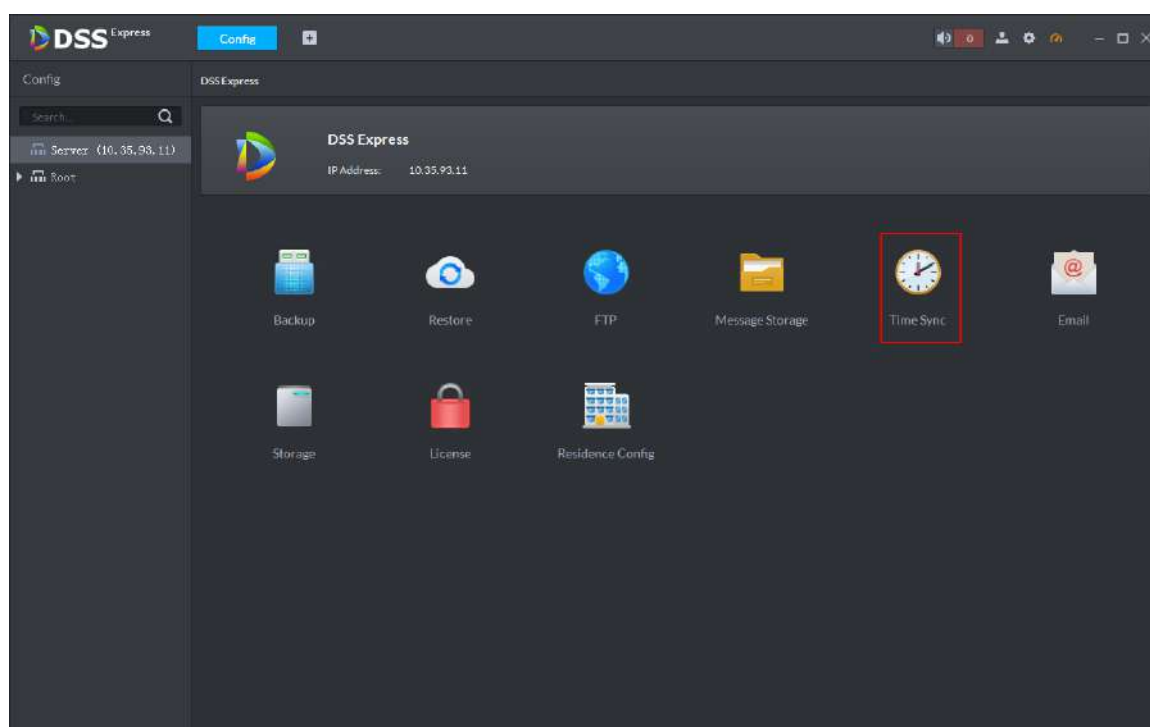 DSS Express
Config
0
Config
DSS Express
Search...
Server (10.35.93.11)
Root
DSS Express
IP Address: 10.35.93.11
Backup
Restore
FTP
Message Storage
Time Sync
@
Email
Storage
License
Residence Config